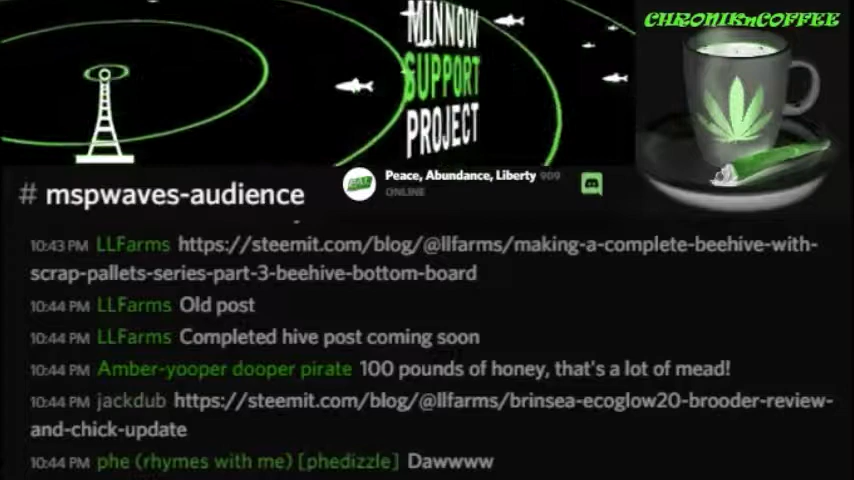 MINNOW
SUPPORT
PROJECT
CHRONIKnCOFFEE
# mspwaves-audience
Peace, Abundance, Liberty 909
ONLINE
10:43 PM LLFarms https://steemit.com/blog/@llfarms/making-a-complete-beehive-with-
scrap-pallets-series-part-3-beehive-bottom-board
10:44 PM LLFarms Old post
10:44 PM LLFarms Completed hive post coming soon
10:44 PM Amber-yooper dooper pirate 100 pounds of honey, that's a lot of mead!
10:44 PM jackdub https://steemit.com/blog/@llfarms/brinsea-ecoglow20-brooder-review-
and-chick-update
10:44 PM phe (rhymes with me) [phedizzle] Dawwww